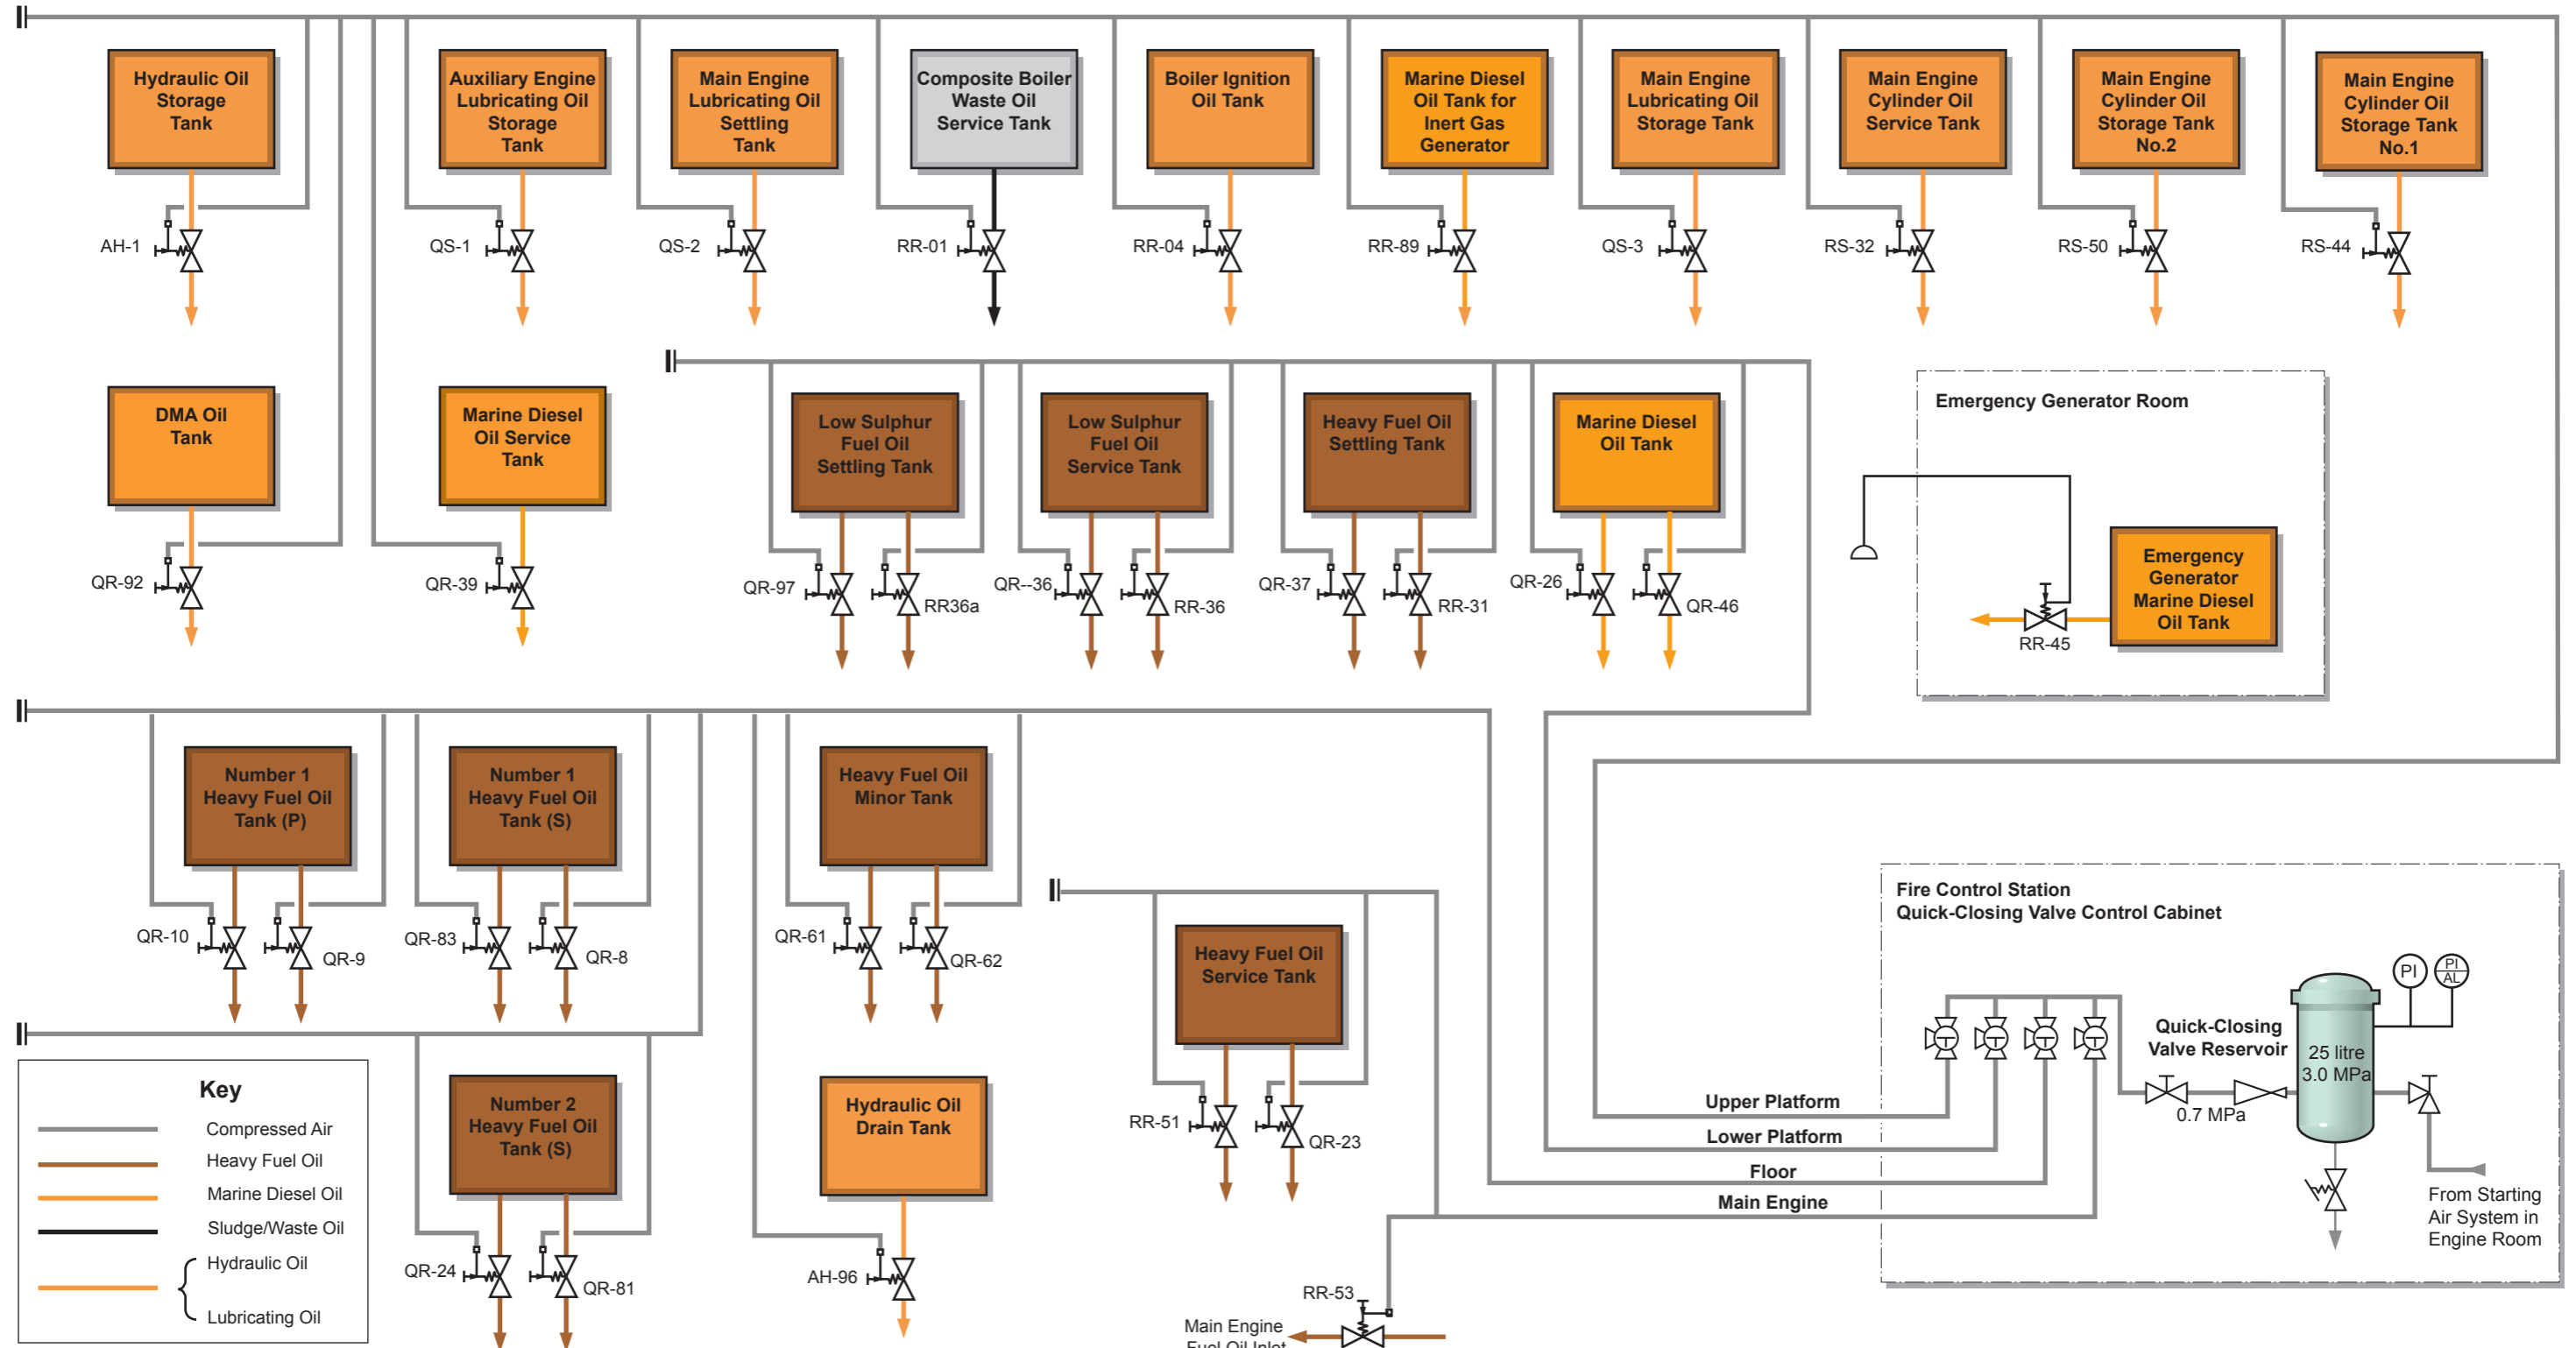 Hydraulic Oil
Storage
Tank
Auxiliary Engine
Lubricating Oil
Storage
Tank
Main Engine
Lubricating Oil
Settling
Tank
Composite Boiler
Waste Oil
Service Tank
Boiler Ignition
Oil Tank
Marine Diesel
Oil Tank for
Inert Gas
Generator
Main Engine
Lubricating Oil
Storage Tank
Main Engine
Cylinder Oil
Service Tank
Main Engine
Cylinder Oil
Storage Tank
No.2
Main Engine
Cylinder Oil
Storage Tank
No.1
AH-1
QS-1
QS-2
RR-01
RR-04
RR-89
QS-3
RS-32
RS-50
RS-44
DMA Oil
Tank
Marine Diesel
Oil Service
Tank
Low Sulphur
Fuel Oil
Settling Tank
Low Sulphur
Fuel Oil
Service Tank
Heavy Fuel Oil
Settling Tank
Marine Diesel
Oil Tank
Emergency Generator Room
QR-92
QR-39
QR-97
RR36a
QR--36
RR-36
QR-37
RR-31
QR-26
QR-46
Emergency
Generator
Marine Diesel
Oil Tank
RR-45
Number 1
Heavy Fuel Oil
Tank (P)
Number 1
Heavy Fuel Oil
Tank (S)
Heavy Fuel Oil
Minor Tank
QR-10
QR-9
QR-83
QR-8
QR-61
QR-62
Heavy Fuel Oil
Service Tank
RR-51
QR-23
Fire Control Station
Quick-Closing Valve Control Cabinet
PI
PI
AL
Quick-Closing
Valve Reservoir
25 litre
3.0 MPa
0.7 MPa
Upper Platform
Lower Platform
Floor
Main Engine
From Starting
Air System in
Engine Room
Key
Compressed Air
Heavy Fuel Oil
Marine Diesel Oil
Sludge/Waste Oil
Hydraulic Oil
Lubricating Oil
Number 2
Heavy Fuel Oil
Tank (S)
QR-24
QR-81
Hydraulic Oil
Drain Tank
AH-96
RR-53
Main Engine
Fuel Oil Inlet